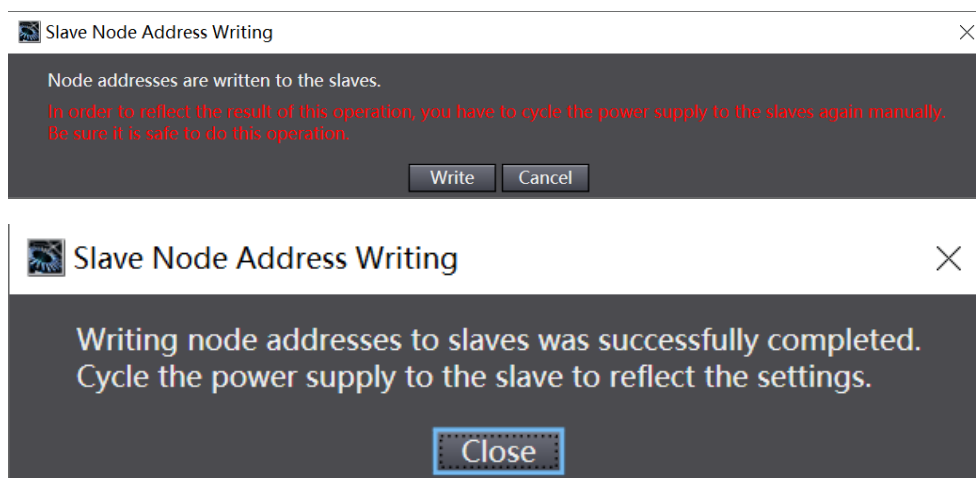 Slave Node Address Writing
Node addresses are written to the slaves.
In order to reflect the result of this operation, you have to cycle the power supply to the slaves again manually.
Be sure it is safe to do this operation.
Write Cancel
Slave Node Address Writing
Writing node addresses to slaves was successfully completed.
Cycle the power supply to the slave to reflect the settings.
Close